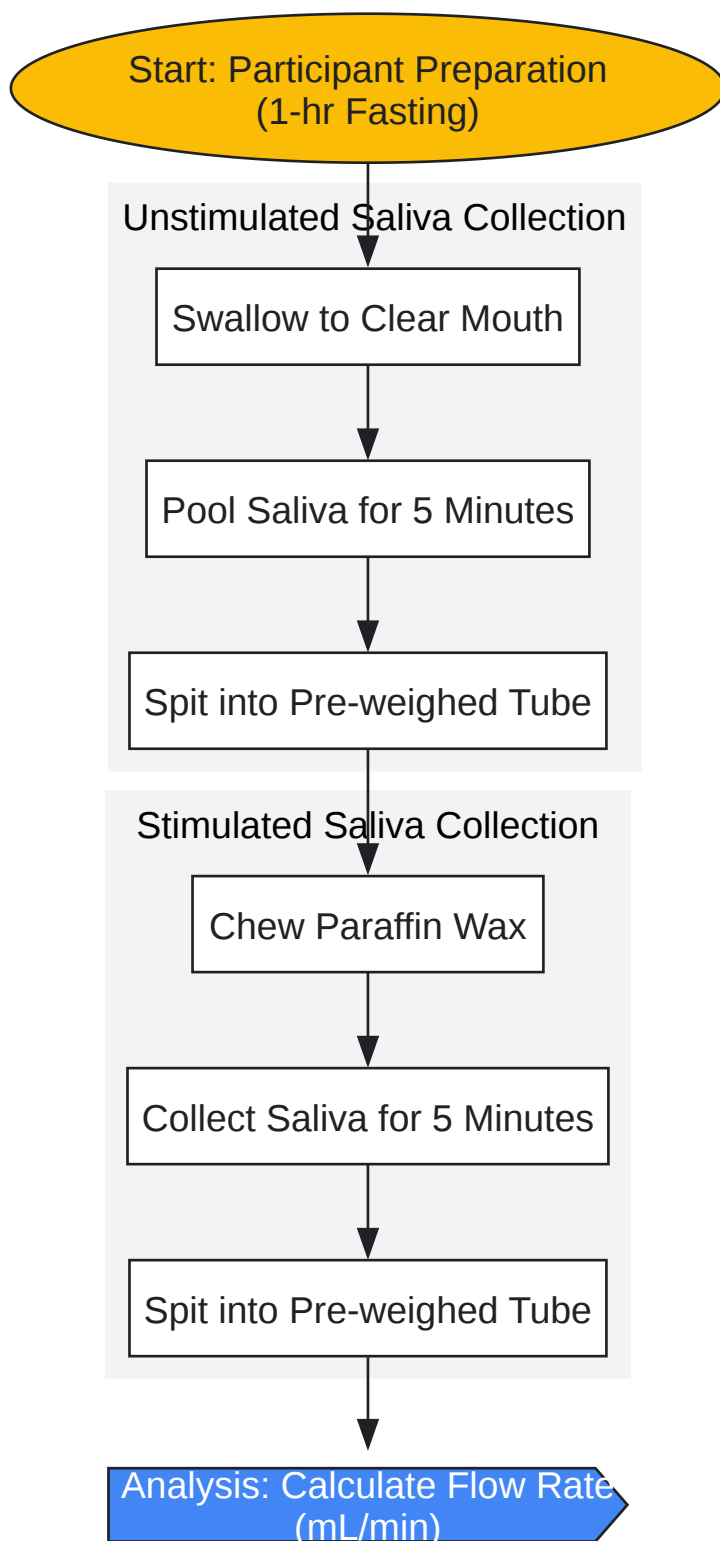 Start: Participant Preparation
(1-hr Fasting)
Unstimulated Saliva Collection
Swallow to Clear Mouth
Pool Saliva for 5 Minutes
Spit into Pre-weighed Tube
Stimulated Saliva Collection
Chew Paraffin Wax
Collect Saliva for 5 Minutes
Spit into Pre-weighed Tube
Analysis: Calculate Flow Rate
(mL/min)